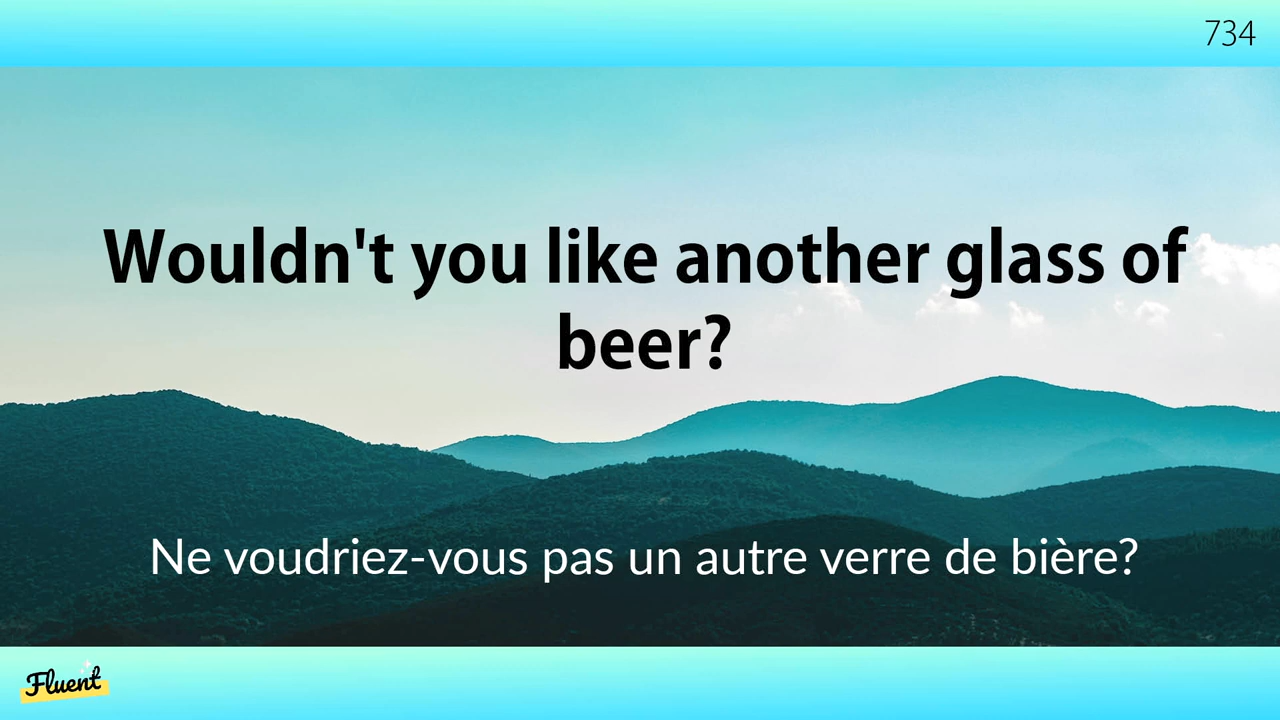 734
Wouldn't you like another glass of
beer?
Ne voudriez-vous pas un autre verre de bière?
Fluent